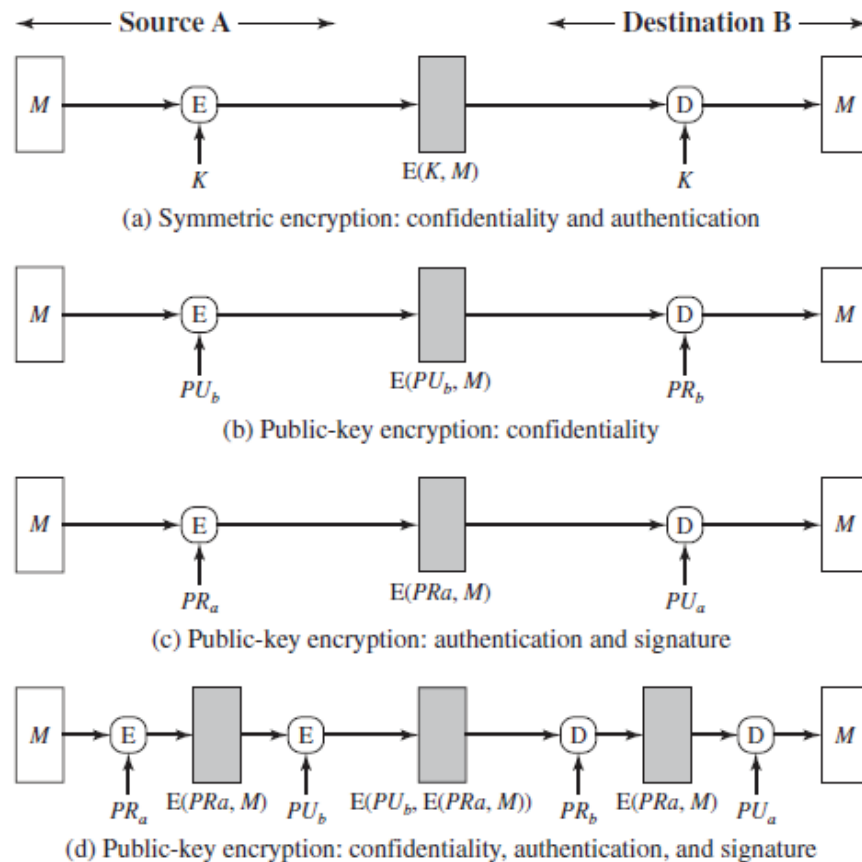 Source A Destination B
M E D M
K E(K, M) K
(a) Symmetric encryption: confidentiality and authentication
M E D M
PU_b E(PU_b, M) PR_b
(b) Public-key encryption: confidentiality
M E D M
PR_a E(PRa, M) PU_a
(c) Public-key encryption: authentication and signature
M E E D D M
PR_a E(PRa, M) PU_b E(PU_b, E(PRa, M)) PR_b E(PRa, M) PU_a
(d) Public-key encryption: confidentiality, authentication, and signature